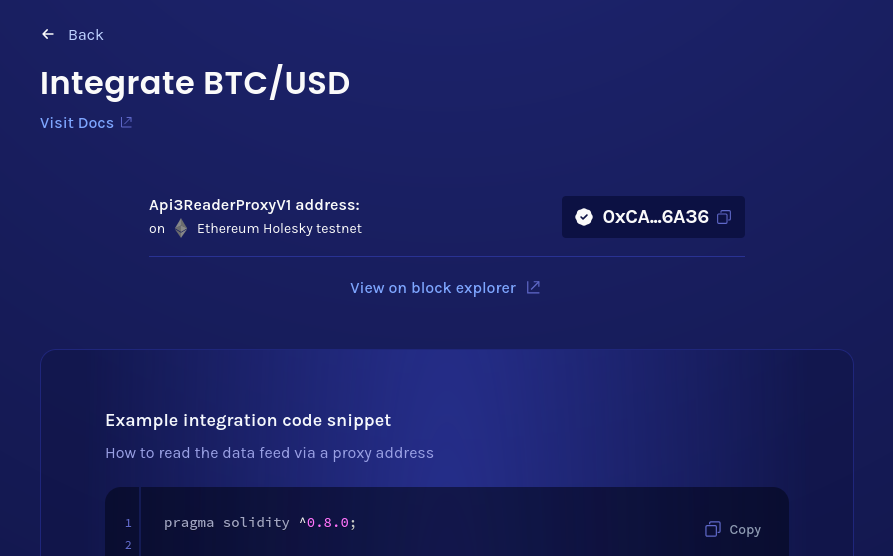 Back
Integrate BTC/USD
Visit Docs
Api3ReaderProxyV1 address:
on Ethereum Holesky testnet
0xCA...6A36
View on block explorer
Example integration code snippet
How to read the data feed via a proxy address
1 pragma solidity ^0.8.0;
Copy
2